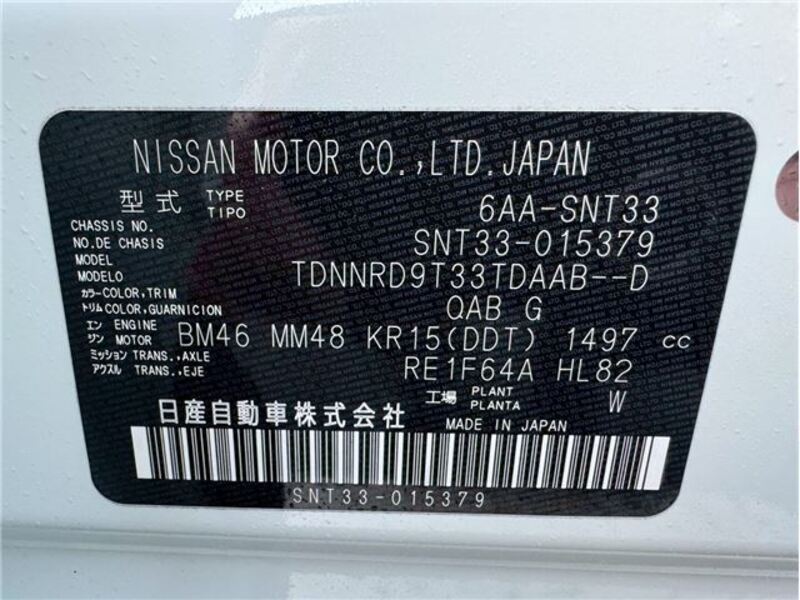 NISSAN MOTOR CO.,LTD.JAPAN
型式 TYPE TIPO 6AA-SNT33
CHASSIS NO. NO.DE CHASIS SNT33-015379
MODEL MODELO TDNNRD9T33TDAAB--D
カラー COLOR,TRIM トリム COLOR,GUARNICION QAB G
エンジン ENGINE MOTOR BM46 MM48 KR15(DDT) 1497 cc
ミッション TRANS.,AXLE アクスル TRANS.,EJE RE1F64A HL82
日産自動車株式会社 工場 PLANT PLANTA W
MADE IN JAPAN
SNT33-015379